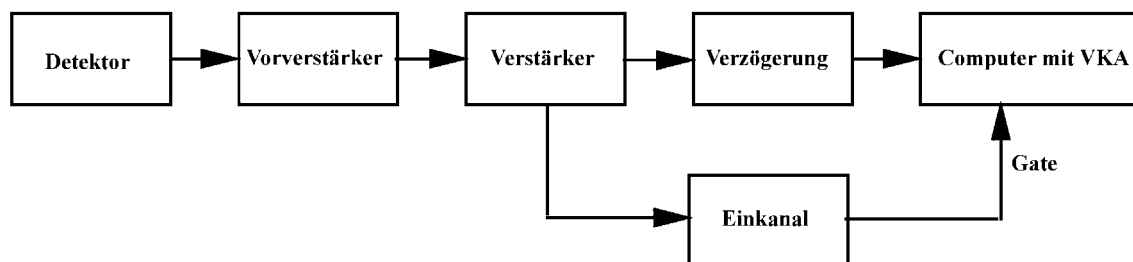 Detektor
Vorverstärker
Verstärker
Verzögerung
Computer mit VKA
Gate
Einkanal